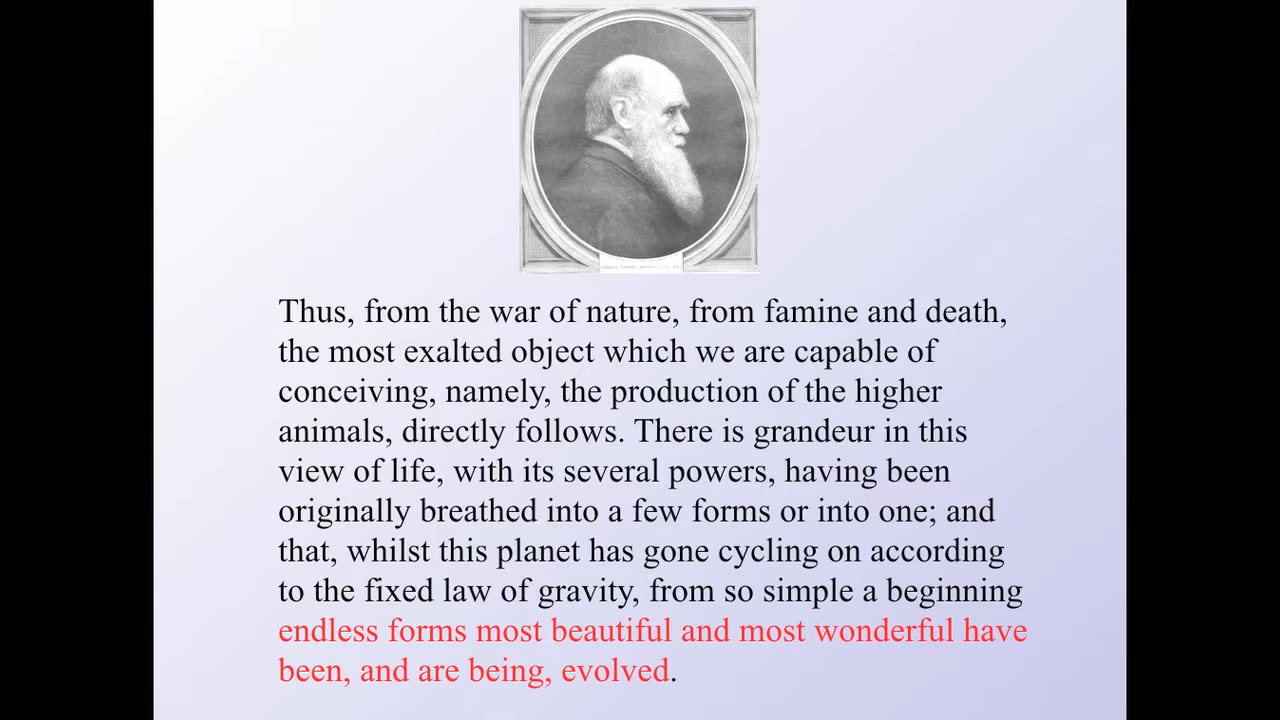 Thus, from the war of nature, from famine and death,
the most exalted object which we are capable of
conceiving, namely, the production of the higher
animals, directly follows. There is grandeur in this
view of life, with its several powers, having been
originally breathed into a few forms or into one; and
that, whilst this planet has gone cycling on according
to the fixed law of gravity, from so simple a beginning
endless forms most beautiful and most wonderful have
been, and are being, evolved.